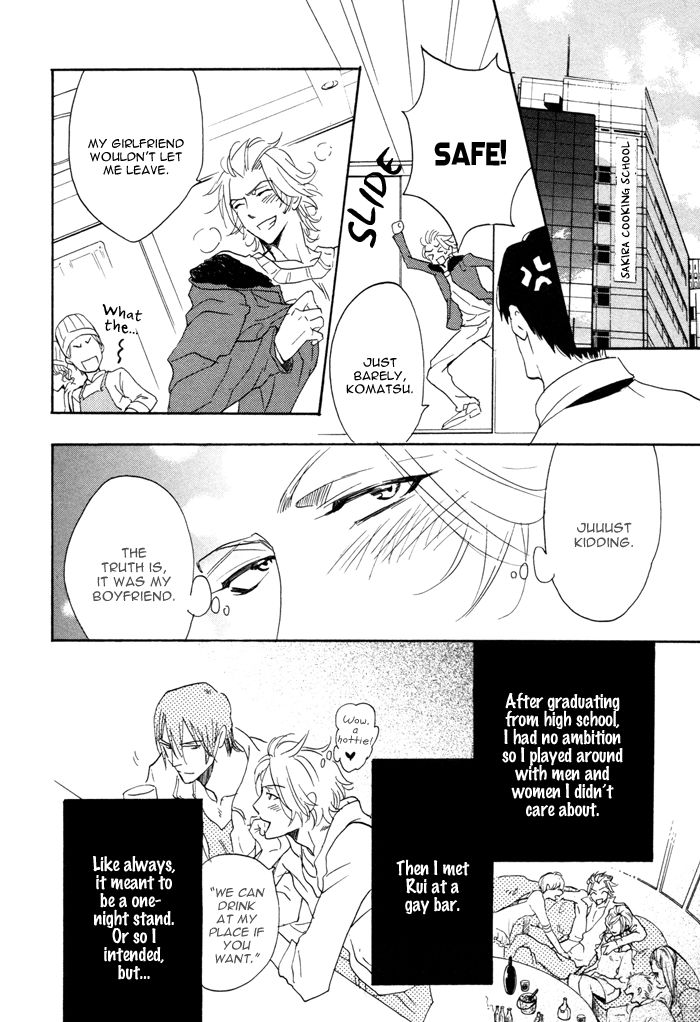 SAKIRA COOKING SCHOOL
SAFE!
SLIDE
JUST
BARELY,
KOMATSU.
MY GIRLFRIEND
WOULDN'T LET
ME LEAVE.
What
the...
JUUUST
KIDDING.
THE
TRUTH IS,
IT WAS MY
BOYFRIEND.
After graduating
from high school,
I had no ambition
so I played around
with men and
women I didn't
care about.
Then I met
Rui at a
gay bar.
Wow,
a
hottie!
"WE CAN
DRINK
AT MY
PLACE IF
YOU
WANT."
Like always,
it meant to
be a one-
night stand.
Or so I
intended,
but...